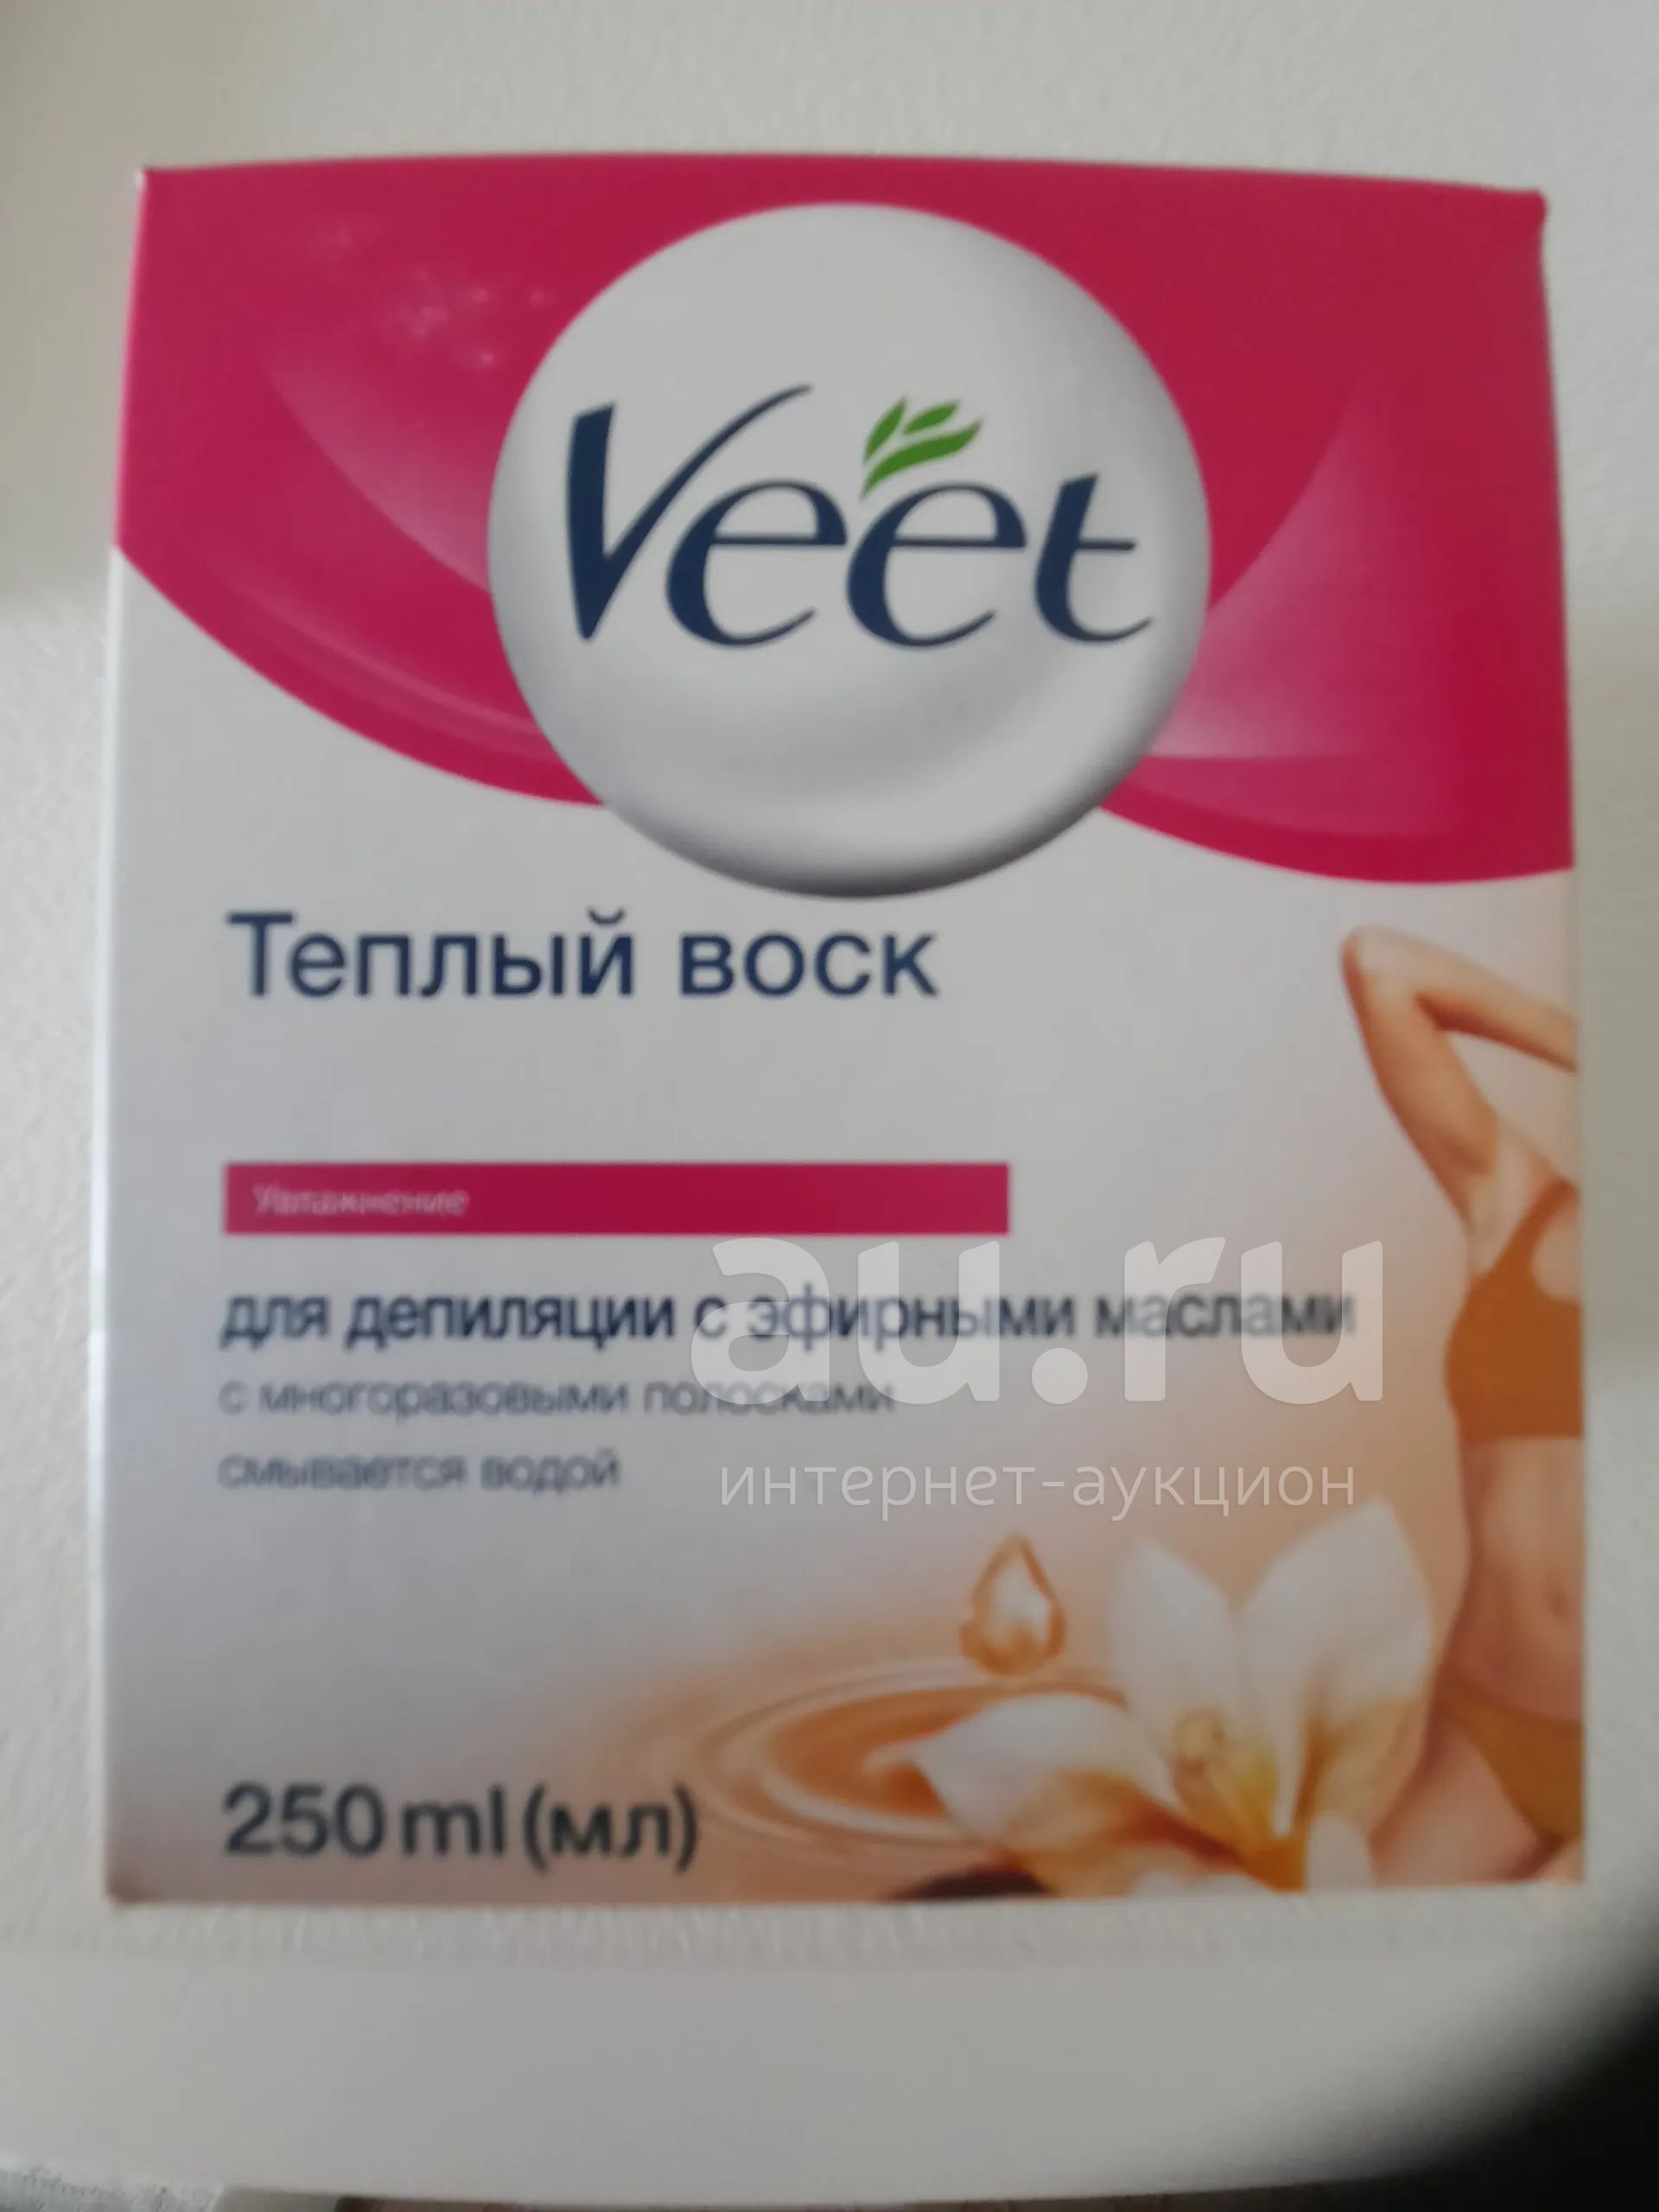 Veet
Теплый воск
Увлажнение
для депиляции с эфирными маслами
с многоразовыми полосками
смывается водой
au.ru
интернет-аукцион
250 ml (мл)